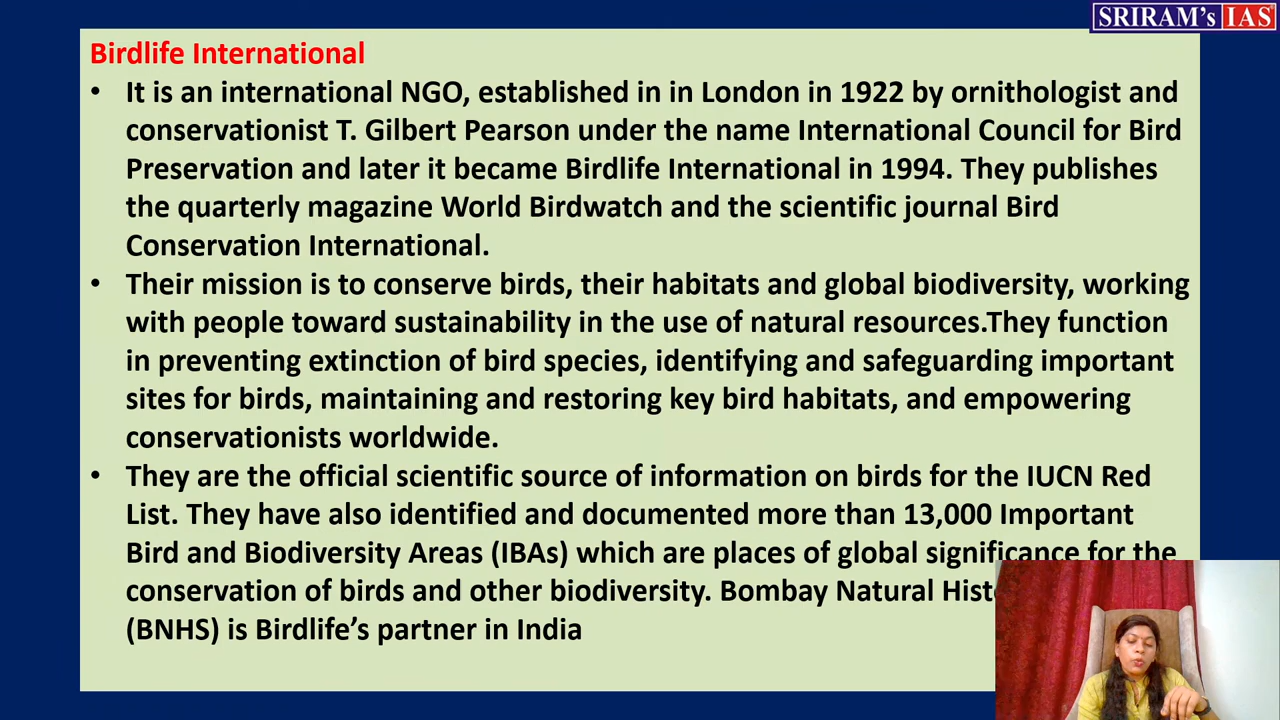 SRIRAM's IAS
Birdlife International
• It is an international NGO, established in in London in 1922 by ornithologist and
conservationist T. Gilbert Pearson under the name International Council for Bird
Preservation and later it became Birdlife International in 1994. They publishes
the quarterly magazine World Birdwatch and the scientific journal Bird
Conservation International.
• Their mission is to conserve birds, their habitats and global biodiversity, working
with people toward sustainability in the use of natural resources.They function
in preventing extinction of bird species, identifying and safeguarding important
sites for birds, maintaining and restoring key bird habitats, and empowering
conservationists worldwide.
• They are the official scientific source of information on birds for the IUCN Red
List. They have also identified and documented more than 13,000 Important
Bird and Biodiversity Areas (IBAs) which are places of global significance for the
conservation of birds and other biodiversity. Bombay Natural
(BNHS) is Birdlife’s partner in India